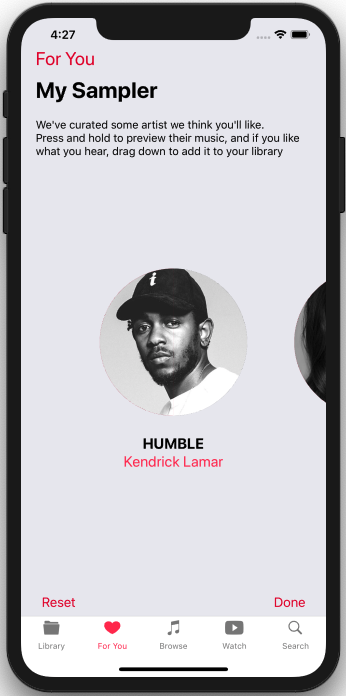 4:27
For You
My Sampler
We've curated some artist we think you'll like.
Press and hold to preview their music, and if you like
what you hear, drag down to add it to your library
HUMBLE
Kendrick Lamar
Reset
Done
Library
For You
Browse
Watch
Search